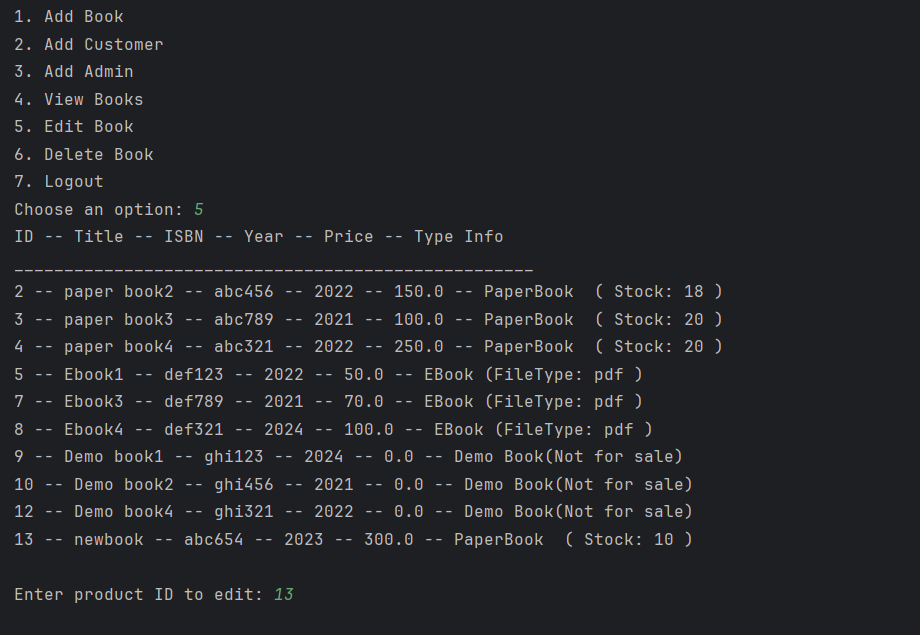 1. Add Book
2. Add Customer
3. Add Admin
4. View Books
5. Edit Book
6. Delete Book
7. Logout
Choose an option: 5
ID -- Title -- ISBN -- Year -- Price -- Type Info
____________________________________________________
2 -- paper book2 -- abc456 -- 2022 -- 150.0 -- PaperBook  ( Stock: 18 )
3 -- paper book3 -- abc789 -- 2021 -- 100.0 -- PaperBook  ( Stock: 20 )
4 -- paper book4 -- abc321 -- 2022 -- 250.0 -- PaperBook  ( Stock: 20 )
5 -- Ebook1 -- def123 -- 2022 -- 50.0 -- EBook (FileType: pdf )
7 -- Ebook3 -- def789 -- 2021 -- 70.0 -- EBook (FileType: pdf )
8 -- Ebook4 -- def321 -- 2024 -- 100.0 -- EBook (FileType: pdf )
9 -- Demo book1 -- ghi123 -- 2024 -- 0.0 -- Demo Book(Not for sale)
10 -- Demo book2 -- ghi456 -- 2021 -- 0.0 -- Demo Book(Not for sale)
12 -- Demo book4 -- ghi321 -- 2022 -- 0.0 -- Demo Book(Not for sale)
13 -- newbook -- abc654 -- 2023 -- 300.0 -- PaperBook  ( Stock: 10 )
Enter product ID to edit: 13